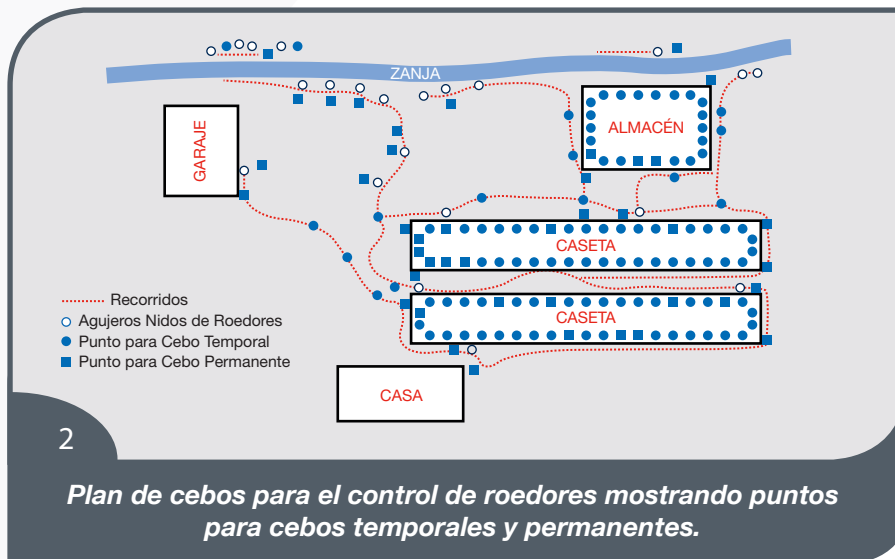 ZANJA
GARAJE
ALMACÉN
CASETA
CASETA
CASA
Recorridos
Agujeros Nidos de Roedores
Punto para Cebo Temporal
Punto para Cebo Permanente
2
Plan de cebos para el control de roedores mostrando puntos
para cebos temporales y permanentes.